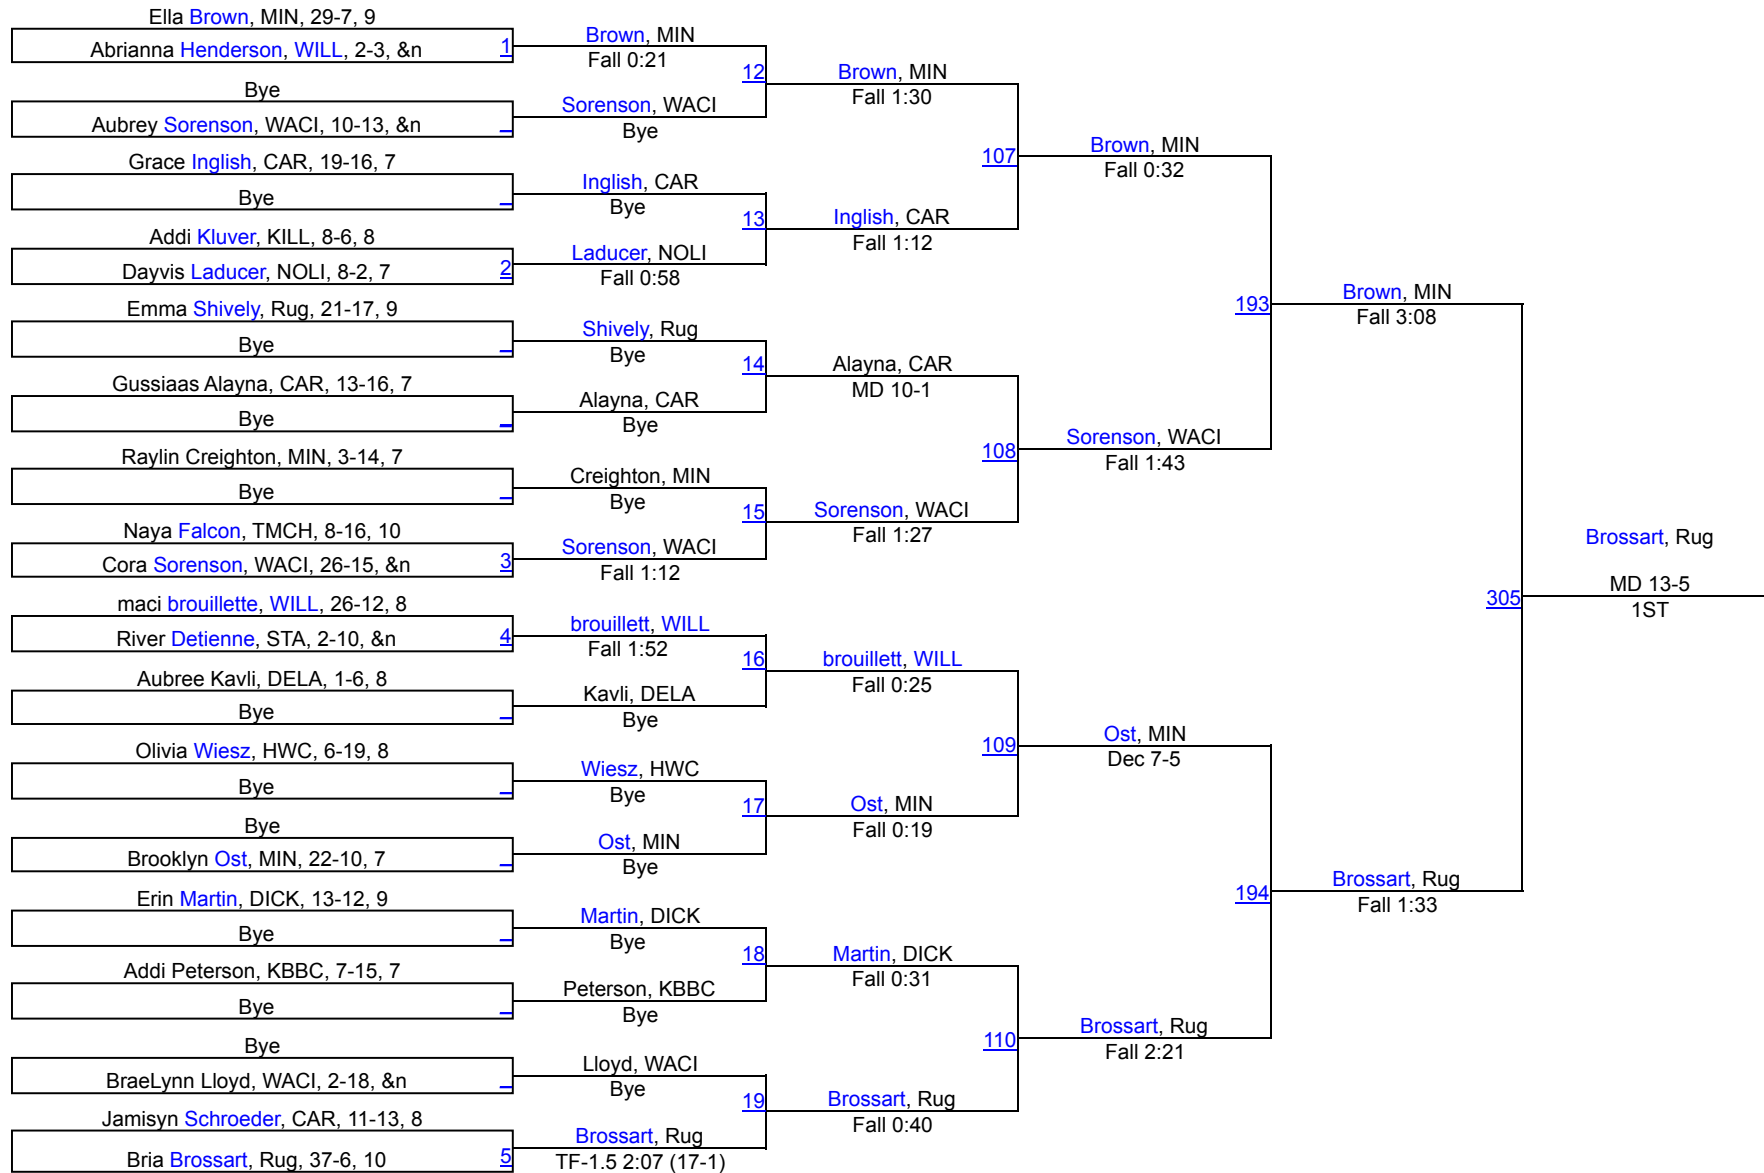 Ella Brown, MIN, 29-7, 9
Abrianna Henderson, WILL, 2-3, &n
1
Bye
Aubrey Sorenson, WACI, 10-13, &n
Grace Inglish, CAR, 19-16, 7
Bye
Addi Kluver, KILL, 8-6, 8
Dayvis Laducer, NOLI, 8-2, 7
2
Emma Shively, Rug, 21-17, 9
Bye
Gussiaas Alayna, CAR, 13-16, 7
Bye
Raylin Creighton, MIN, 3-14, 7
Bye
Naya Falcon, TMCH, 8-16, 10
Cora Sorenson, WACI, 26-15, &n
3
maci brouillette, WILL, 26-12, 8
River Detienne, STA, 2-10, &n
4
Aubree Kavli, DELA, 1-6, 8
Bye
Olivia Wiesz, HWC, 6-19, 8
Bye
Bye
Brooklyn Ost, MIN, 22-10, 7
Erin Martin, DICK, 13-12, 9
Bye
Addi Peterson, KBBC, 7-15, 7
Bye
Bye
BraeLynn Lloyd, WACI, 2-18, &n
Jamisyn Schroeder, CAR, 11-13, 8
Bria Brossart, Rug, 37-6, 10
5
Brown, MIN
Fall 0:21
12
Sorenson, WACI
Bye
Inglish, CAR
Bye
13
Laducer, NOLI
Fall 0:58
Shively, Rug
Bye
14
Alayna, CAR
Bye
Creighton, MIN
Bye
15
Sorenson, WACI
Fall 1:12
brouillett, WILL
Fall 1:52
16
Kavli, DELA
Bye
Wiesz, HWC
Bye
17
Ost, MIN
Bye
Martin, DICK
Bye
18
Peterson, KBBC
Bye
Lloyd, WACI
Bye
19
Brossart, Rug
TF-1.5 2:07 (17-1)
Brown, MIN
Fall 1:30
107
Inglish, CAR
Fall 1:12
Alayna, CAR
MD 10-1
108
Sorenson, WACI
Fall 1:27
brouillett, WILL
Fall 0:25
109
Ost, MIN
Fall 0:19
Martin, DICK
Fall 0:31
110
Brossart, Rug
Fall 0:40
Brown, MIN
Fall 0:32
193
Sorenson, WACI
Fall 1:43
Ost, MIN
Dec 7-5
194
Brossart, Rug
Fall 2:21
Brown, MIN
Fall 3:08
305
Brossart, Rug
Fall 1:33
Brossart, Rug
MD 13-5
1ST